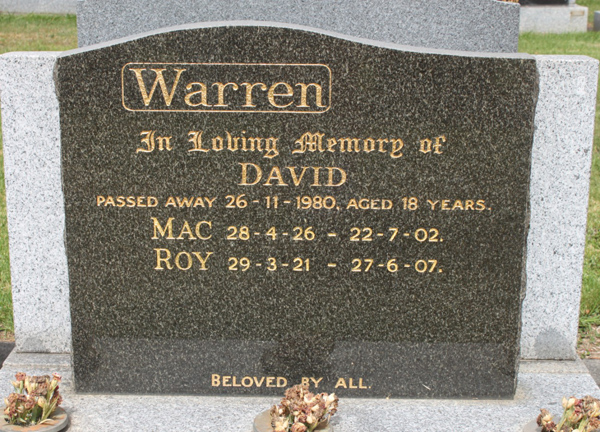 Warren
In Loving Memory of
DAVID
PASSED AWAY 26-11-1980, AGED 18 YEARS.
MAC 28-4-26 - 22-7-02.
ROY 29-3-21 - 27-6-07.
BELOVED BY ALL.